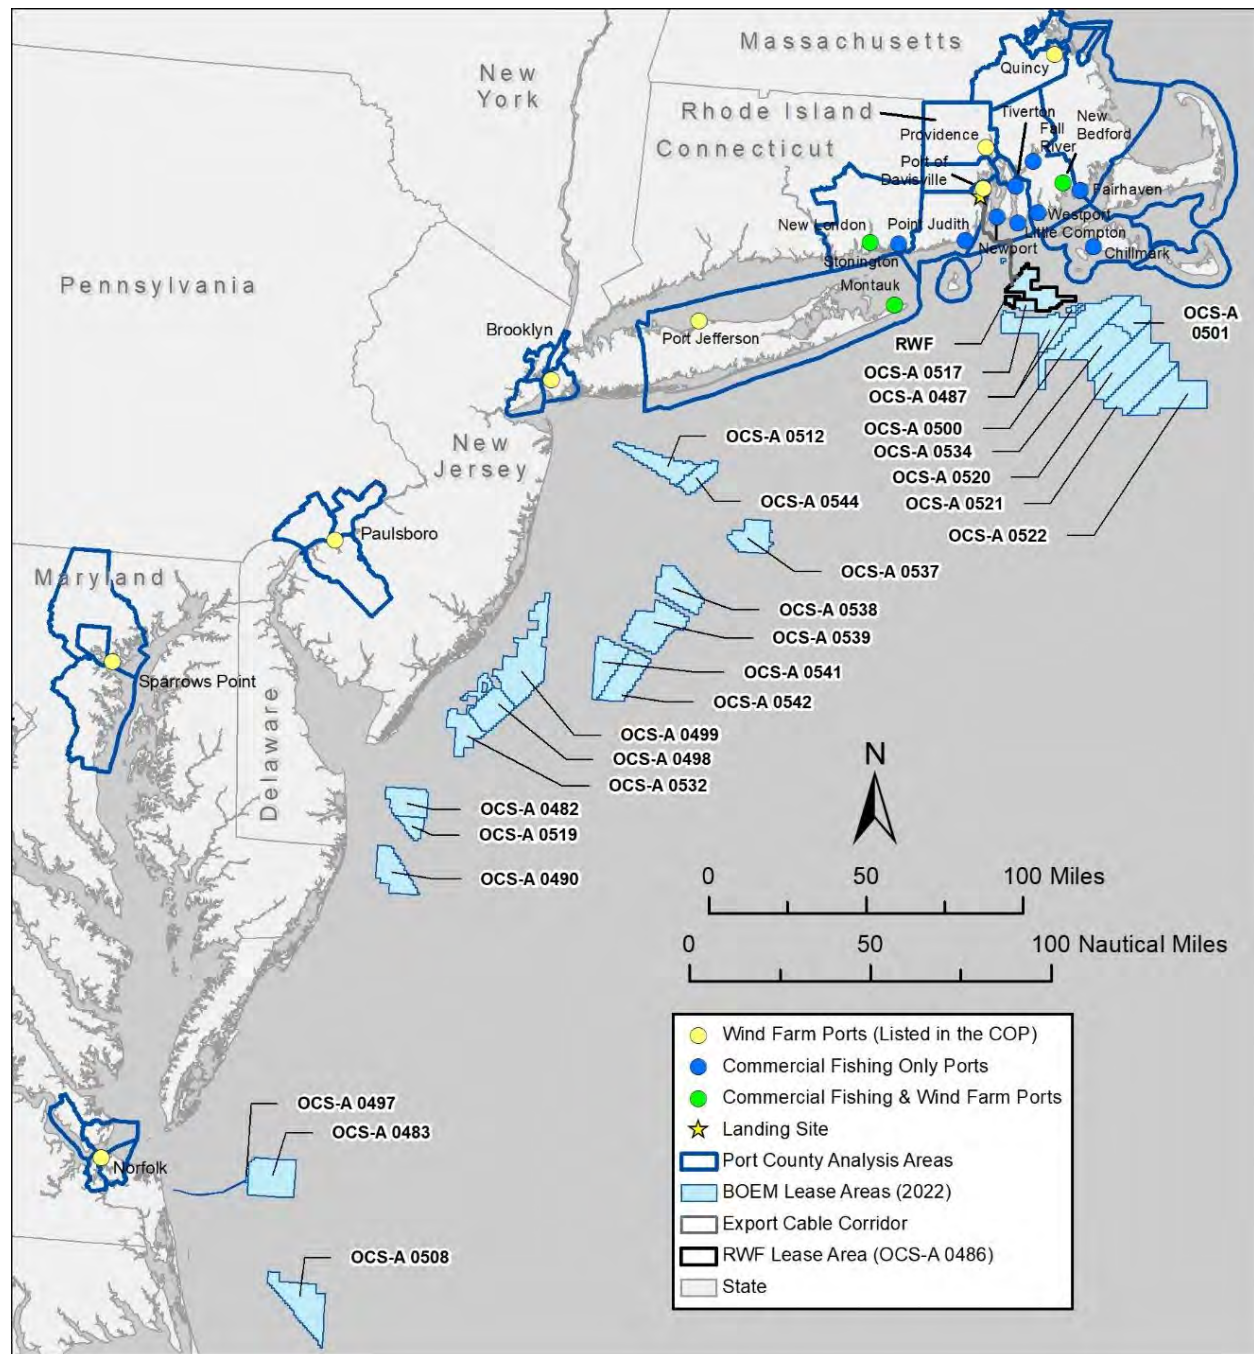 Massachusetts
New
York
Quincy
Rhode Island
Tiverton
Fall
River
New
Bedford
Providence
Connecticut
Port of
Davisville
Fairhaven
New London
Point Judith
Westport
Little Compton
Newport
Stonington
Chillmark
Montauk
Pennsylvania
Brooklyn
Port Jefferson
RWF
OCS-A
0501
OCS-A 0517
OCS-A 0487
OCS-A 0500
OCS-A 0534
OCS-A 0520
OCS-A 0521
OCS-A 0522
New
Jersey
OCS-A 0512
OCS-A 0544
Paulsboro
OCS-A 0537
Maryland
OCS-A 0538
OCS-A 0539
OCS-A 0541
OCS-A 0542
Sparrows Point
Delaware
OCS-A 0499
OCS-A 0498
OCS-A 0532
OCS-A 0482
OCS-A 0519
OCS-A 0490
N
0 50 100 Miles
0 50 100 Nautical Miles
OCS-A 0497
OCS-A 0483
Norfolk
OCS-A 0508
Wind Farm Ports (Listed in the COP)
Commercial Fishing Only Ports
Commercial Fishing & Wind Farm Ports
Landing Site
Port County Analysis Areas
BOEM Lease Areas (2022)
Export Cable Corridor
RWF Lease Area (OCS-A 0486)
State